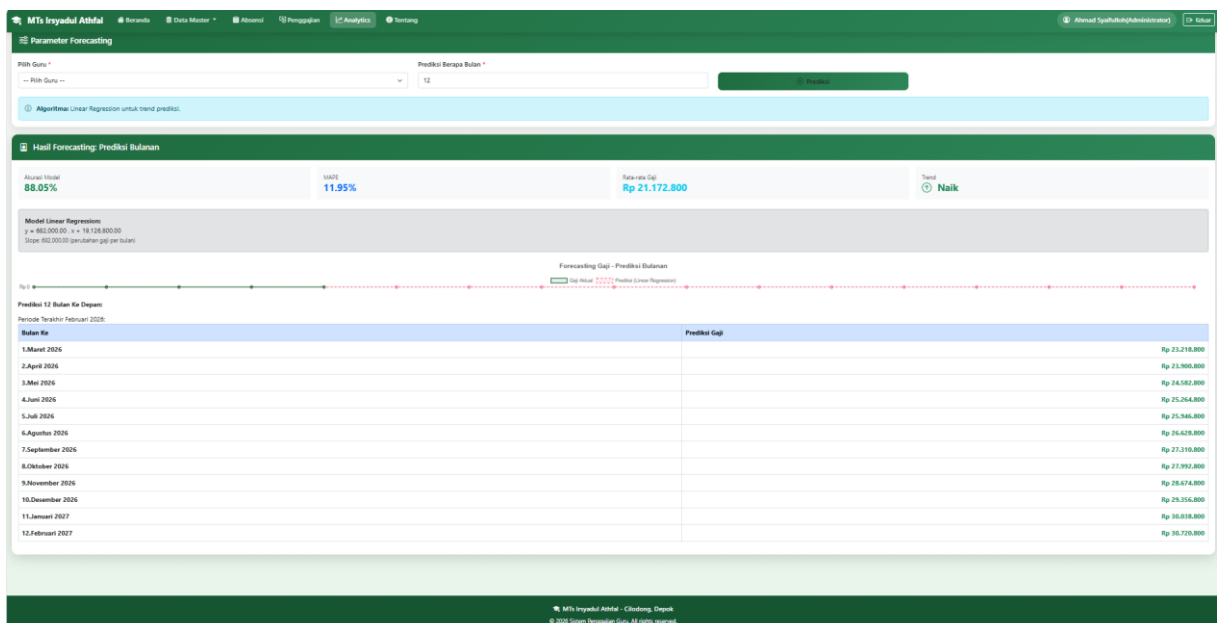 MTs Irsyadul Athfal Beranda Data Master Absensi Penggajian Analytics Tentang Ahmad Syaifulloh(Administrator) Keluar
Parameter Forecasting
Pilih Guru * Prediksi Berapa Bulan *
-- Pilih Guru -- 12 Prediksi
Algoritma: Linear Regression untuk trend prediksi.
Hasil Forecasting: Prediksi Bulanan
Akurasi Model MAPE Rata-rata Gaji Trend
88.05% 11.95% Rp 21.172.800 Naik
Model Linear Regression:
y = 682,000.00 . x + 19,126,800.00
Slope: 682,000.00 (perubahan gaji per bulan)
Forecasting Gaji - Prediksi Bulanan
Gaji Aktual Prediksi (Linear Regression)
Rp 0
Prediksi 12 Bulan Ke Depan:
Periode Terakhir Februari 2026:
Bulan Ke Prediksi Gaji
1.Maret 2026 Rp 23.218.800
2.April 2026 Rp 23.900.800
3.Mei 2026 Rp 24.582.800
4.Juni 2026 Rp 25.264.800
5.Juli 2026 Rp 25.946.800
6.Agustus 2026 Rp 26.628.800
7.September 2026 Rp 27.310.800
8.Oktober 2026 Rp 27.992.800
9.November 2026 Rp 28.674.800
10.Desember 2026 Rp 29.356.800
11.Januari 2027 Rp 30.038.800
12.Februari 2027 Rp 30.720.800
MTs Irsyadul Athfal - Cilodong, Depok
© 2026 Sistem Penggajian Guru. All rights reserved.